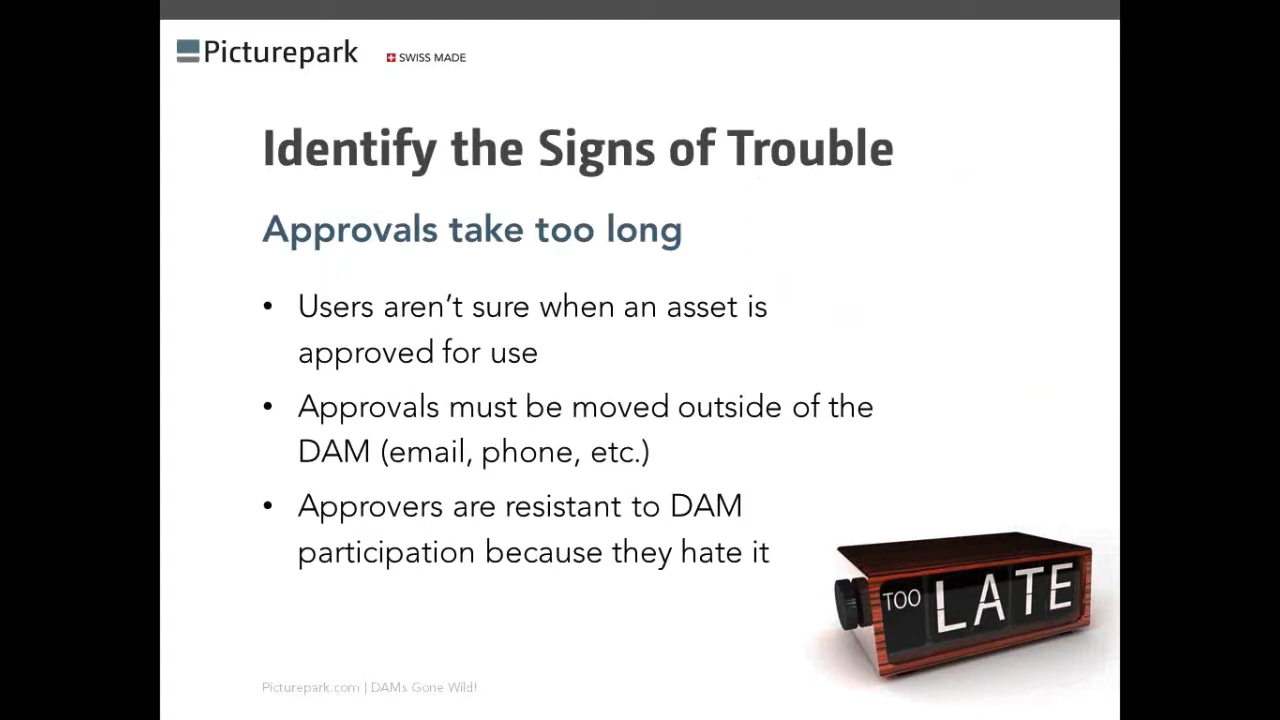 Picturepark
SWISS MADE
Identify the Signs of Trouble
Approvals take too long
• Users aren't sure when an asset is
approved for use
• Approvals must be moved outside of the
DAM (email, phone, etc.)
• Approvers are resistant to DAM
participation because they hate it
TOO LATE
Picturepark.com | DAMs Gone Wild!